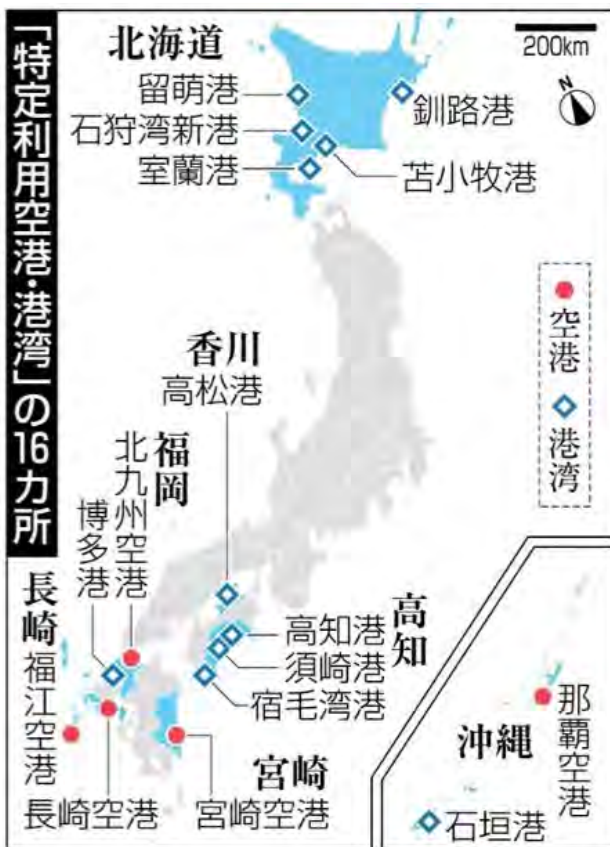 「特定利用空港・港湾」の16カ所
200km
N
北海道
留萌港
石狩湾新港
室蘭港
釧路港
苫小牧港
空港
港湾
香川
高松港
福岡
北九州空港
博多港
長崎
福江空港
長崎空港
高知
高知港
須崎港
宿毛湾港
宮崎
宮崎空港
沖縄
那覇空港
石垣港